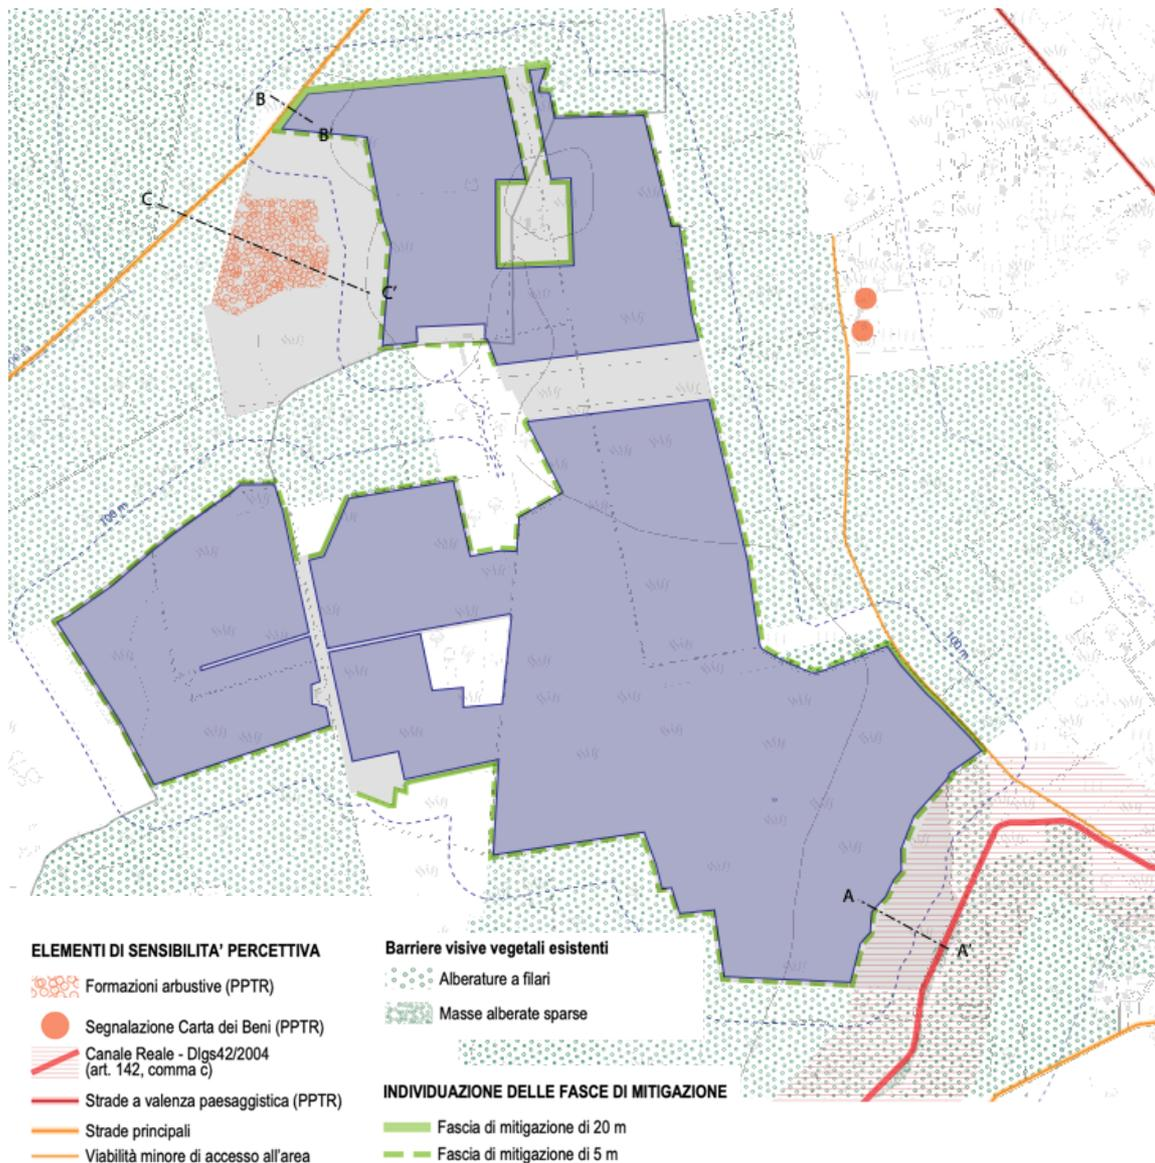 B
B'
C
C'
100 m
100 m
A
A'
ELEMENTI DI SENSIBILITA' PERCETTIVA
Formazioni arbustive (PPTR)
Segnalazione Carta dei Beni (PPTR)
Canale Reale - Dlgs42/2004
(art. 142, comma c)
Strade a valenza paesaggistica (PPTR)
Strade principali
Viabilità minore di accesso all'area
Barriere visive vegetali esistenti
Alberature a filari
Masse alberate sparse
INDIVIDUAZIONE DELLE FASCE DI MITIGAZIONE
Fascia di mitigazione di 20 m
Fascia di mitigazione di 5 m